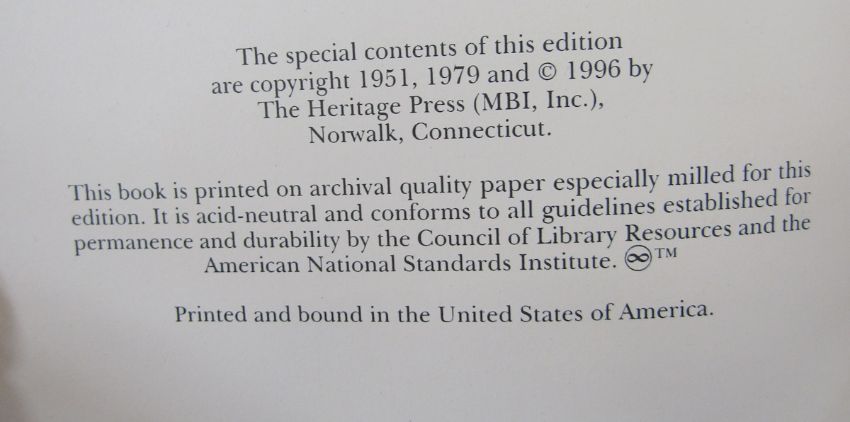 The special contents of this edition
are copyright 1951, 1979 and © 1996 by
The Heritage Press (MBI, Inc.),
Norwalk, Connecticut.
This book is printed on archival quality paper especially milled for this
edition. It is acid-neutral and conforms to all guidelines established for
permanence and durability by the Council of Library Resources and the
American National Standards Institute. ♾™
Printed and bound in the United States of America.